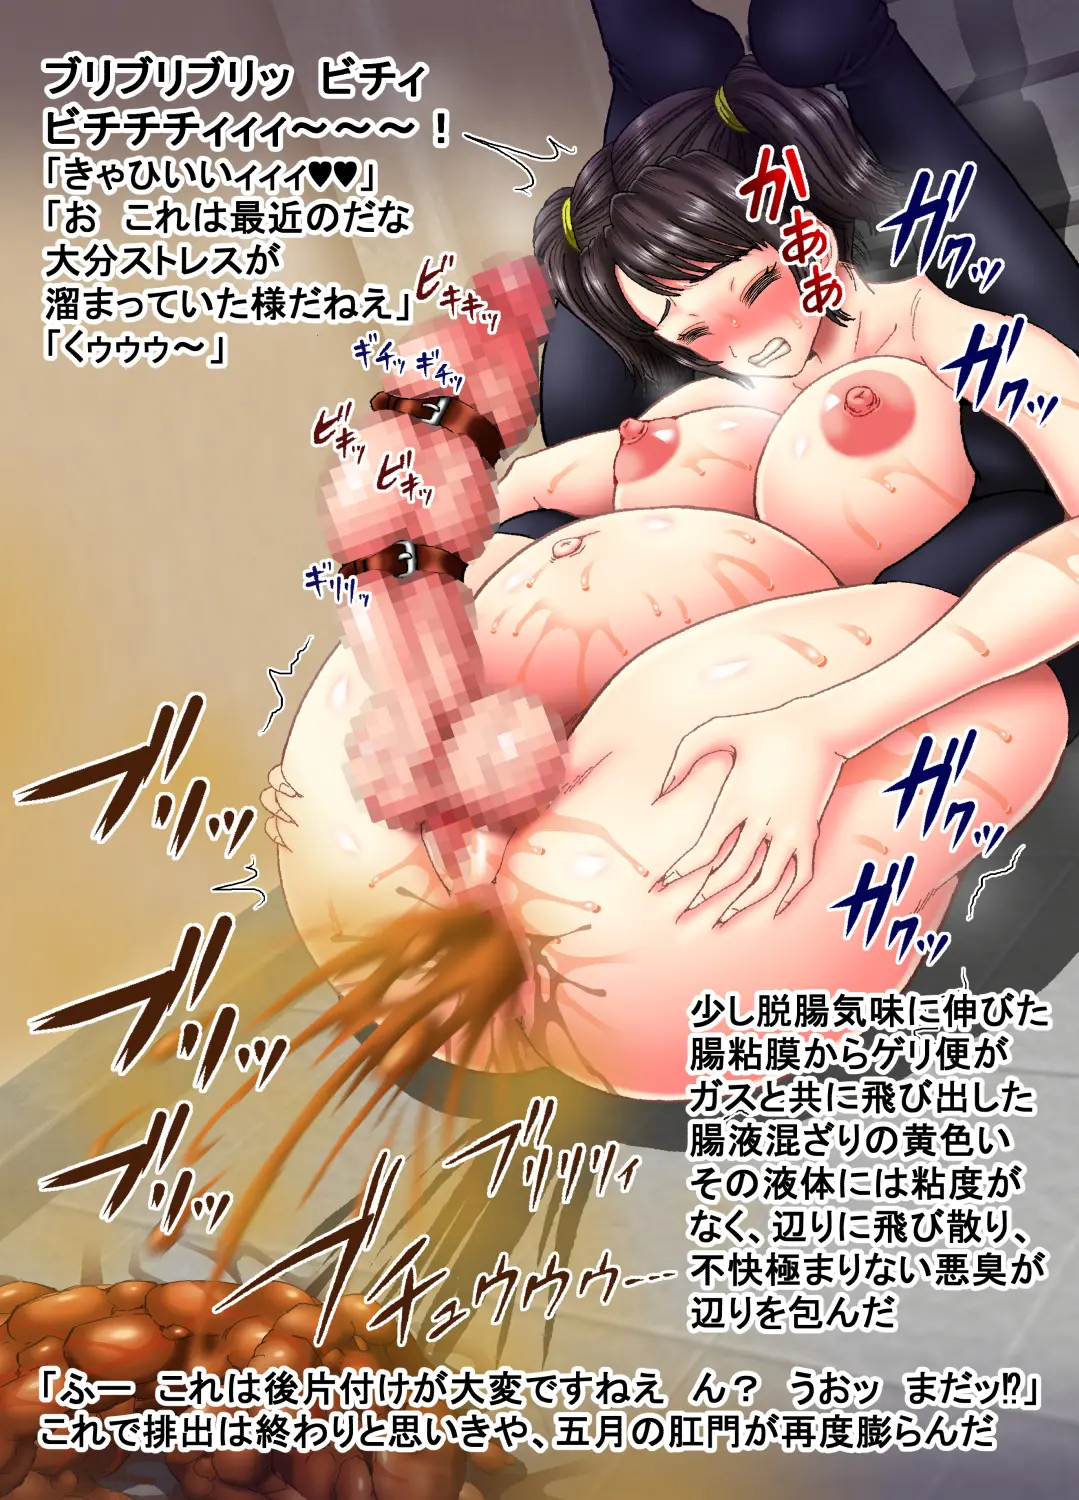 ブリブリブリッ ビチィ
ビチチチィィィ~~~!
「きゃひいいィィィ♥♥」
「お これは最近のだな
大分ストレスが
溜まっていた様だねえ」
「くゥゥゥ~」
かぁぁぁ
ガクッ
ガクッ
ビキキッ
ギチッ ギチッ
ビキッ
ビキッ
ギリリッ
ブリッ
ガクッ
ガクッ
ブリッ
ブリッ
ブリリリィ
ブチュゥゥゥ---
少し脱腸気味に伸びた
腸粘膜からゲリ便が
ガスと共に飛び出した
腸液混ざりの黄色い
その液体には粘度が
なく、辺りに飛び散り、
不快極まりない悪臭が
辺りを包んだ
「ふー これは後片付けが大変ですねえ ん? うおッ まだッ⁉」
これで排出は終わりと思いきや、五月の肛門が再度膨らんだ